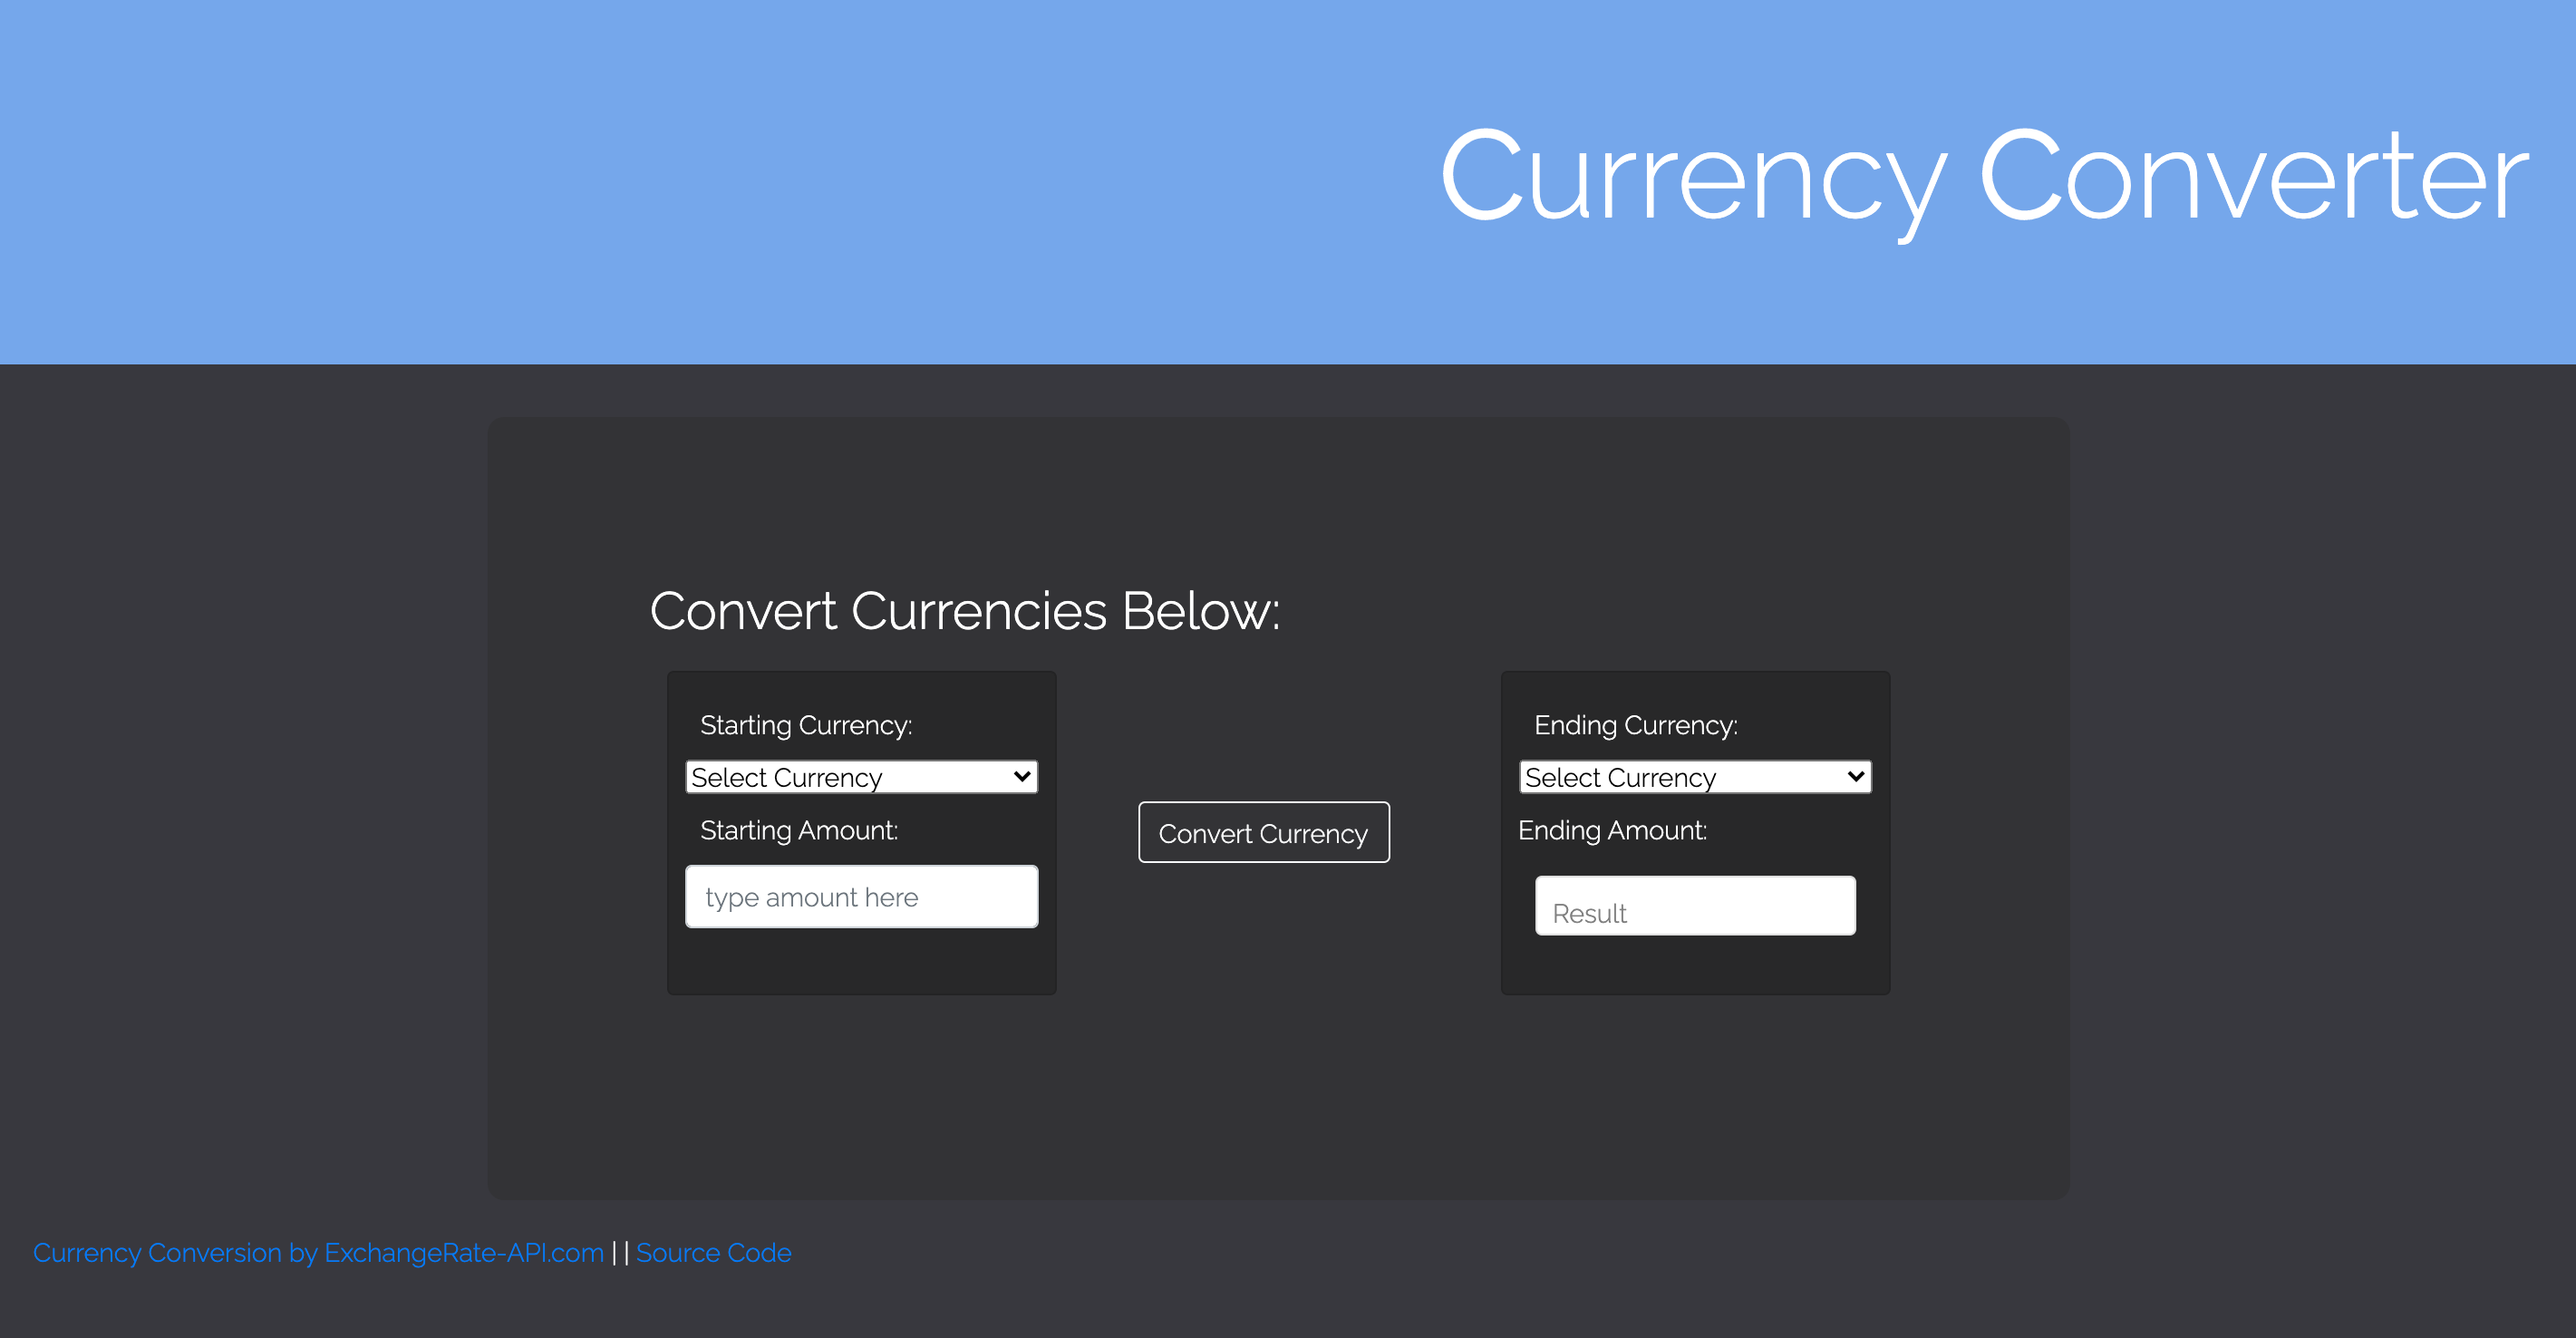 Currency Converter
Convert Currencies Below:
Starting Currency:
Select Currency
Starting Amount:
type amount here
Convert Currency
Ending Currency:
Select Currency
Ending Amount:
Result
Currency Conversion by ExchangeRate-API.com || Source Code